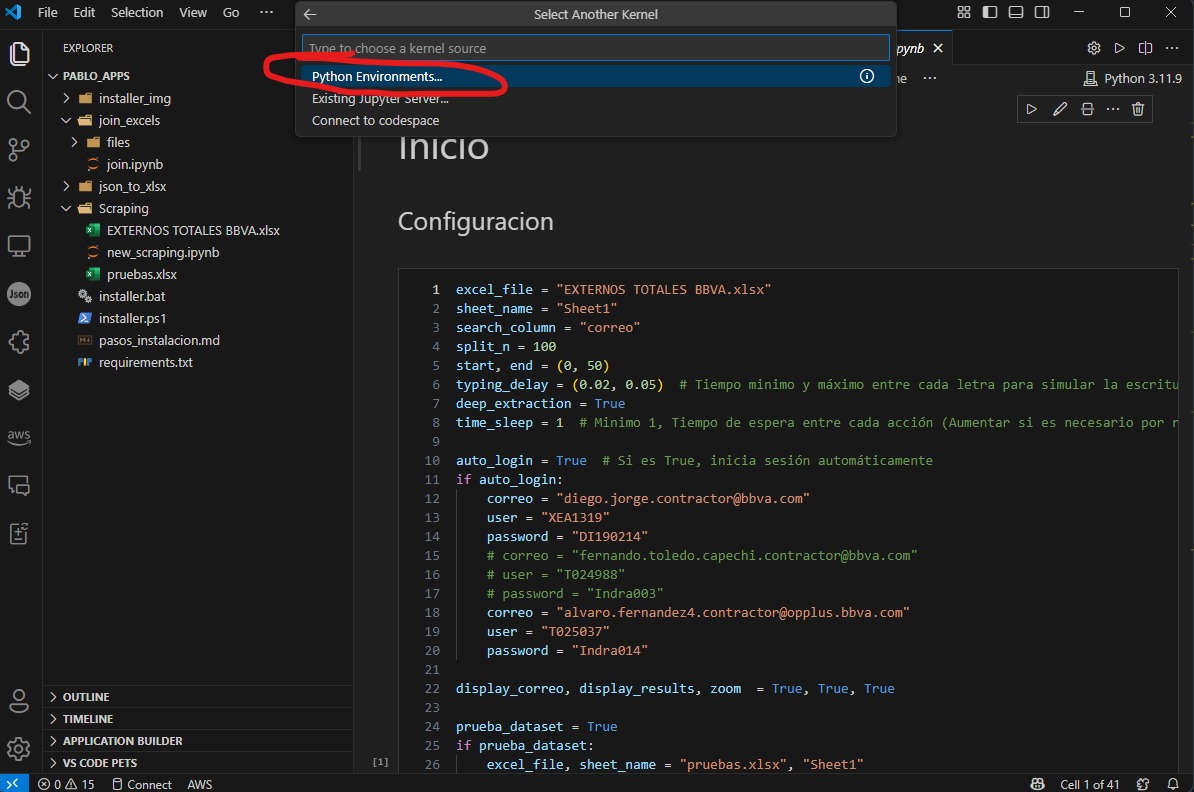 File Edit Selection View Go ···
Select Another Kernel
Type to choose a kernel source
Python Environments...
Existing Jupyter Server...
Connect to codespace
EXPLORER
pynb
PABLO_APPS
installer_img
join_excels
files
join.ipynb
json_to_xlsx
Scraping
EXTERNOS TOTALES BBVA.xlsx
new_scraping.ipynb
pruebas.xlsx
installer.bat
installer.ps1
pasos_instalacion.md
requirements.txt
ne ··· Python 3.11.9
Json
aws
Inicio
Configuracion
1 excel_file = "EXTERNOS TOTALES BBVA.xlsx"
2 sheet_name = "Sheet1"
3 search_column = "correo"
4 split_n = 100
5 start, end = (0, 50)
6 typing_delay = (0.02, 0.05)  # Tiempo minimo y máximo entre cada letra para simular la escritu
7 deep_extraction = True
8 time_sleep = 1  # Minimo 1, Tiempo de espera entre cada acción (Aumentar si es necesario por r
9
10 auto_login = True  # Si es True, inicia sesión automáticamente
11 if auto_login:
12     correo = "diego.jorge.contractor@bbva.com"
13     user = "XEA1319"
14     password = "DI190214"
15     # correo = "fernando.toledo.capechi.contractor@bbva.com"
16     # user = "T024988"
17     # password = "Indra003"
18     correo = "alvaro.fernandez4.contractor@opplus.bbva.com"
19     user = "T025037"
20     password = "Indra014"
21
22 display_correo, display_results, zoom  = True, True, True
23
24 prueba_dataset = True
25 if prueba_dataset:
26     excel_file, sheet_name = "pruebas.xlsx", "Sheet1"
[1]
OUTLINE
TIMELINE
APPLICATION BUILDER
VS CODE PETS
0 15 Connect AWS
Cell 1 of 41